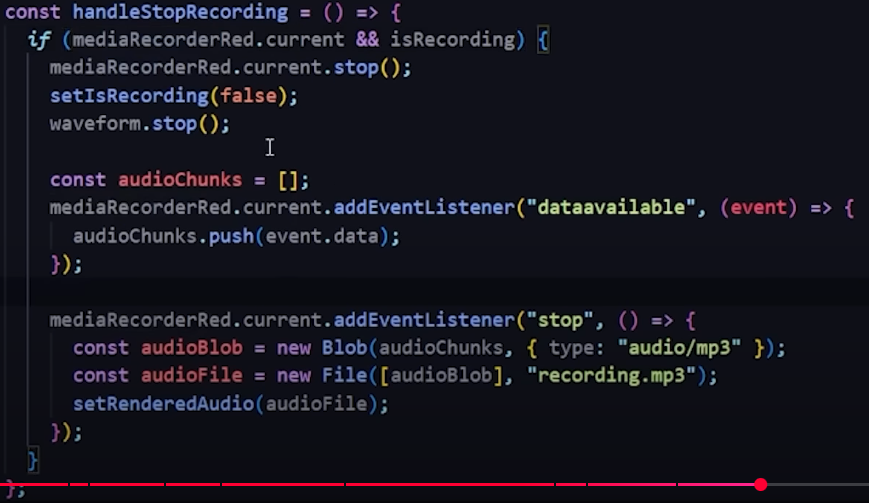 const handleStopRecording = () => {
if (mediaRecorderRed.current && isRecording) {
mediaRecorderRed.current.stop();
setIsRecording(false);
waveform.stop();
const audioChunks = [];
mediaRecorderRed.current.addEventListener("dataavailable", (event) => {
audioChunks.push(event.data);
});
mediaRecorderRed.current.addEventListener("stop", () => {
const audioBlob = new Blob(audioChunks, { type: "audio/mp3" });
const audioFile = new File([audioBlob], "recording.mp3");
setRenderedAudio(audioFile);
});
}
};